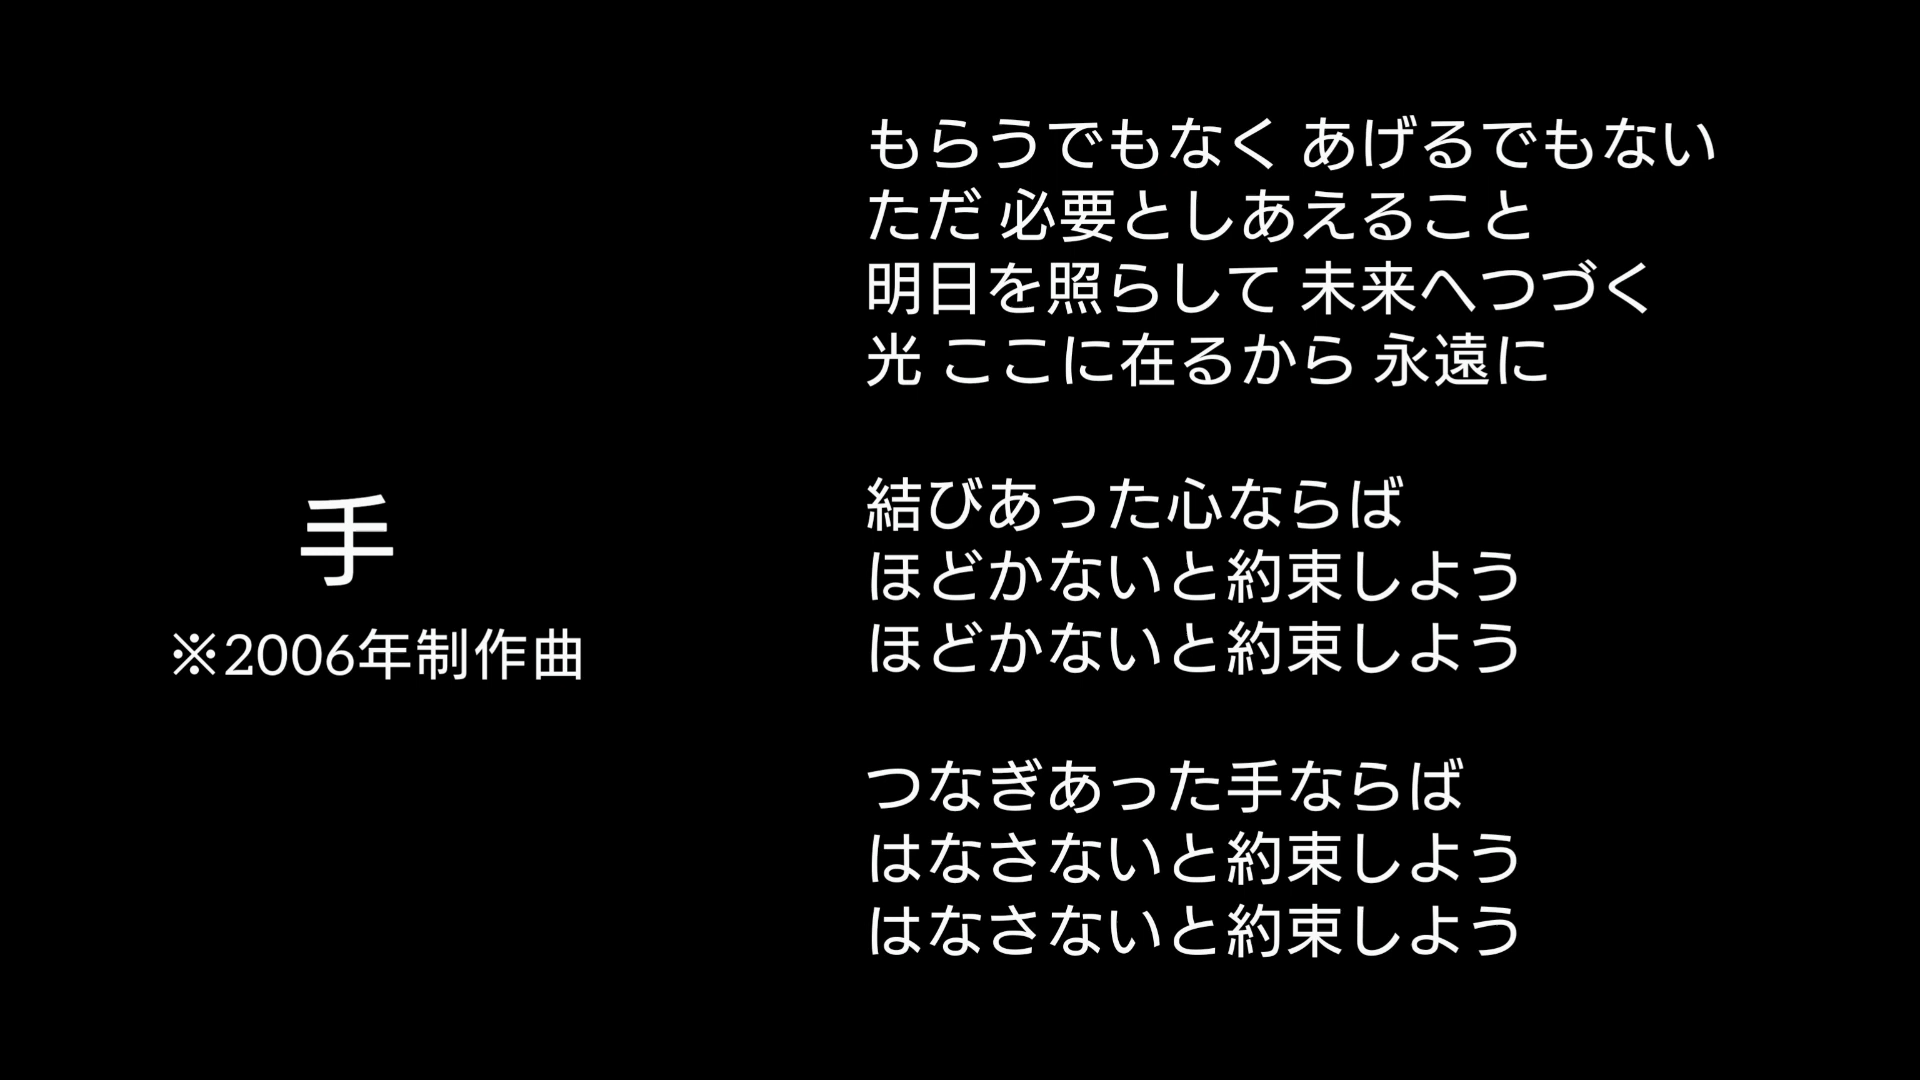 手
※2006年制作曲
もらうでもなく あげるでもない
ただ 必要としあえること
明日を照らして 未来へつづく
光 ここに在るから 永遠に
結びあった心ならば
ほどかないと約束しよう
ほどかないと約束しよう
つなぎあった手ならば
はなさないと約束しよう
はなさないと約束しよう